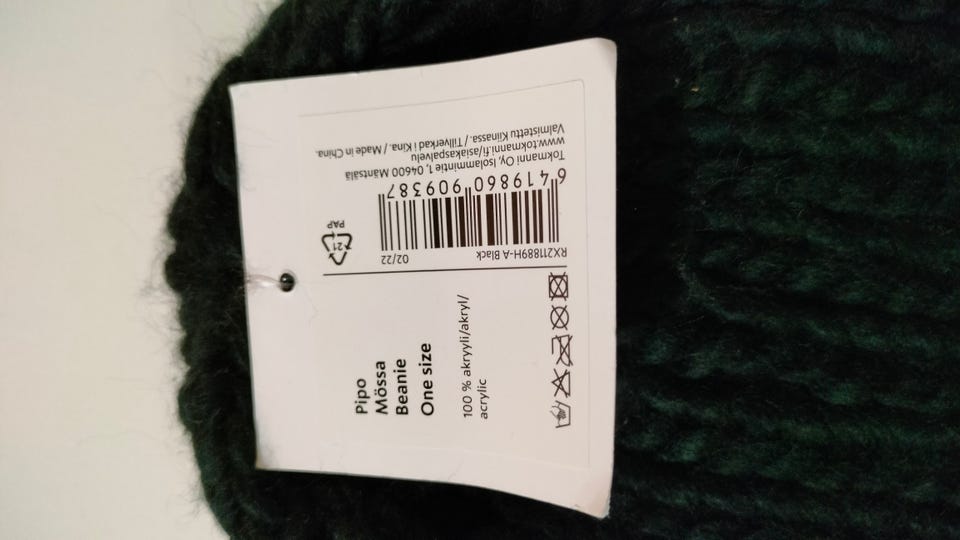 Pipo
Mössa
Beanie
One size
100 % akryyli/akryl/
acrylic
RX211889H-A Black
02/22
6 419860 909387
21
PAP
Tokmanni Oy, Isolammintie 1, 04600 Mäntsälä
www.tokmanni.fi/asiakaspalvelu
Valmistettu Kiinassa. / Tillverkad i Kina. / Made in China.